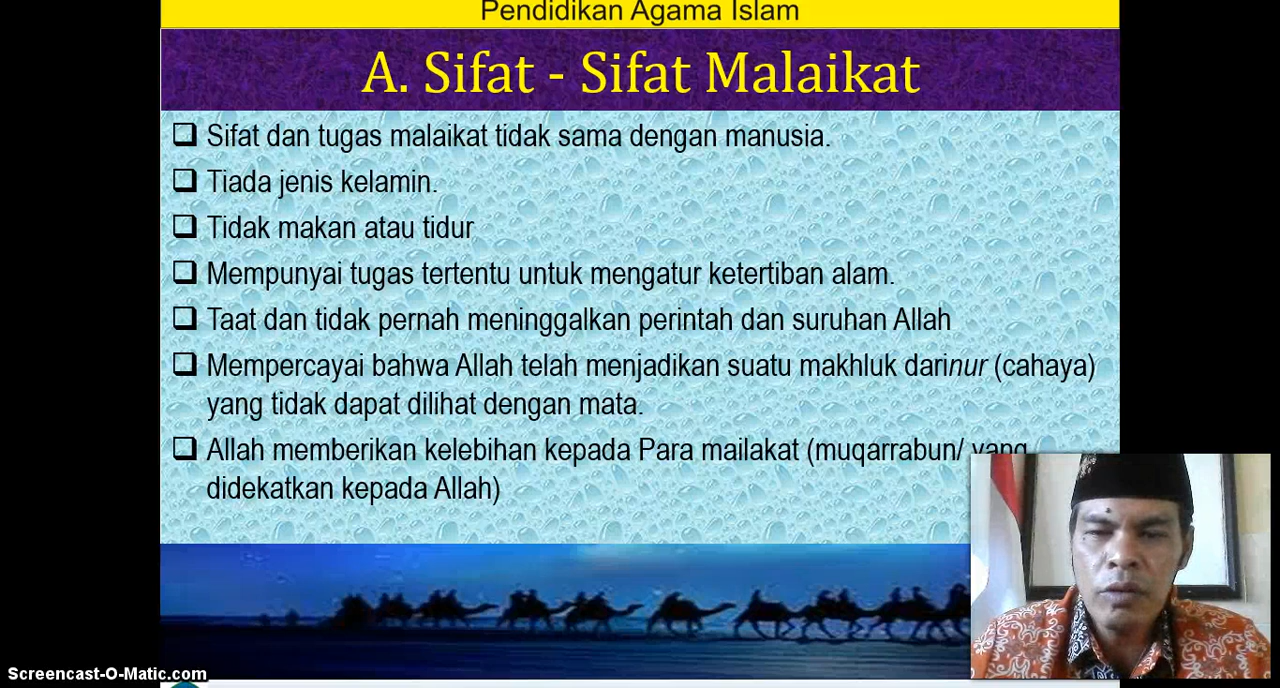 Pendidikan Agama Islam
A. Sifat - Sifat Malaikat
Sifat dan tugas malaikat tidak sama dengan manusia.
Tiada jenis kelamin.
Tidak makan atau tidur
Mempunyai tugas tertentu untuk mengatur ketertiban alam.
Taat dan tidak pernah meninggalkan perintah dan suruhan Allah
Mempercayai bahwa Allah telah menjadikan suatu makhluk darinur (cahaya)
yang tidak dapat dilihat dengan mata.
Allah memberikan kelebihan kepada Para mailakat (muqarrabun/ yang
didekatkan kepada Allah)
Screencast-O-Matic.com